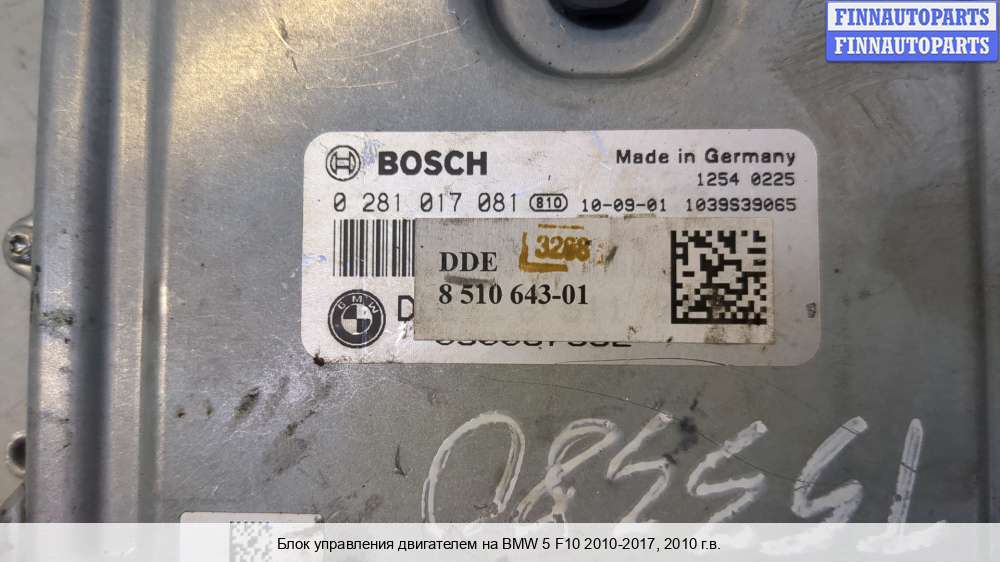 FINNAUTOPARTS
FINNAUTOPARTS
BOSCH
Made in Germany
1254 0225
0 281 017 081 810 10-09-01 1039S39065
3268
DDE
8 510 643-01
BMW
D
Блок управления двигателем на BMW 5 F10 2010-2017, 2010 г.в.